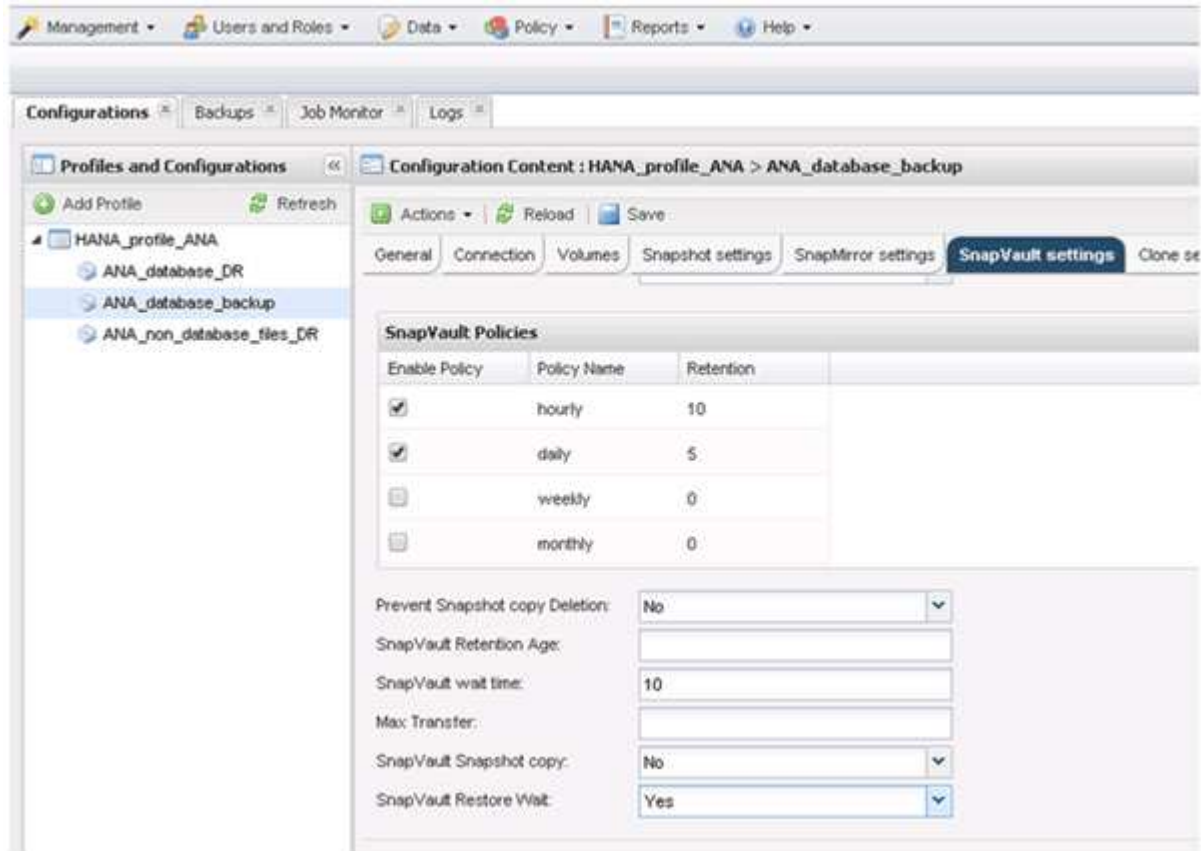 Management Users and Roles Data Policy Reports Help
Configurations Backups Job Monitor Logs
Profiles and Configurations
Add Profile Refresh
HANA_profile_ANA
ANA_database_DR
ANA_database_backup
ANA_non_database_files_DR
Configuration Content : HANA_profile_ANA > ANA_database_backup
Actions Reload Save
General Connection Volumes Snapshot settings SnapMirror settings SnapVault settings Clone se
SnapVault Policies
Enable Policy Policy Name Retention
hourly 10
daily 5
weekly 0
monthly 0
Prevent Snapshot copy Deletion: No
SnapVault Retention Age:
SnapVault wait time: 10
Max Transfer:
SnapVault Snapshot copy: No
SnapVault Restore Wait: Yes